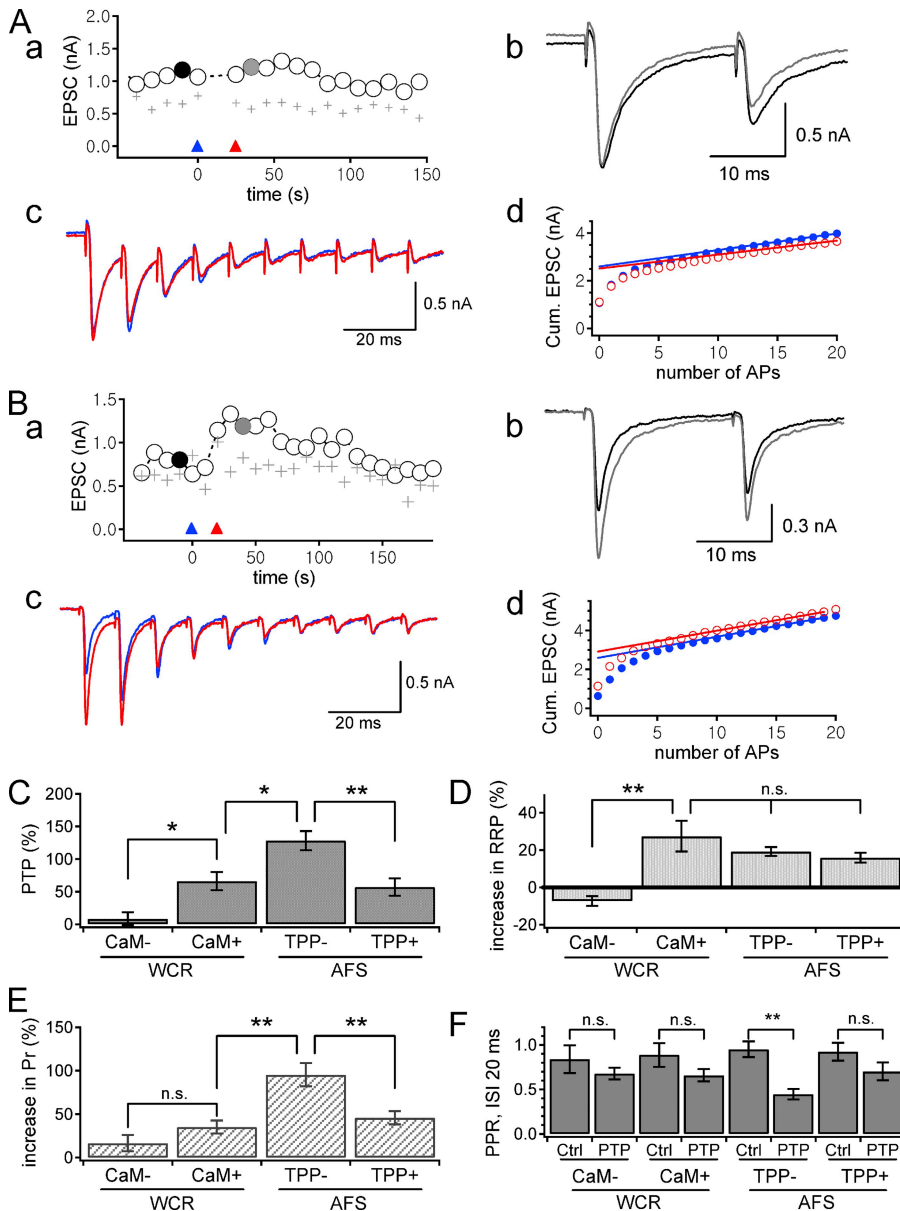 A
a
EPSC (nA)
2.0
1.5
1.0
0.5
0.0
0
50
100
150
time (s)
b
0.5 nA
10 ms
c
0.5 nA
20 ms
d
Cum. EPSC (nA)
4
2
0
0
5
10
15
20
number of APs
B
a
EPSC (nA)
1.5
1.0
0.5
0.0
0
50
100
150
time (s)
b
0.3 nA
10 ms
c
0.5 nA
20 ms
d
Cum. EPSC (nA)
4
2
0
0
5
10
15
20
number of APs
C
PTP (%)
200
150
100
50
0
*
*
**
CaM-
CaM+
TPP-
TPP+
WCR
AFS
D
increase in RRP (%)
40
20
0
-20
**
n.s.
CaM-
CaM+
TPP-
TPP+
WCR
AFS
E
increase in Pr (%)
150
100
50
0
n.s.
**
**
CaM-
CaM+
TPP-
TPP+
WCR
AFS
F
PPR, ISI 20 ms
1.0
0.5
0.0
n.s.
n.s.
**
n.s.
Ctrl PTP
Ctrl PTP
Ctrl PTP
Ctrl PTP
CaM-
CaM+
TPP-
TPP+
WCR
AFS